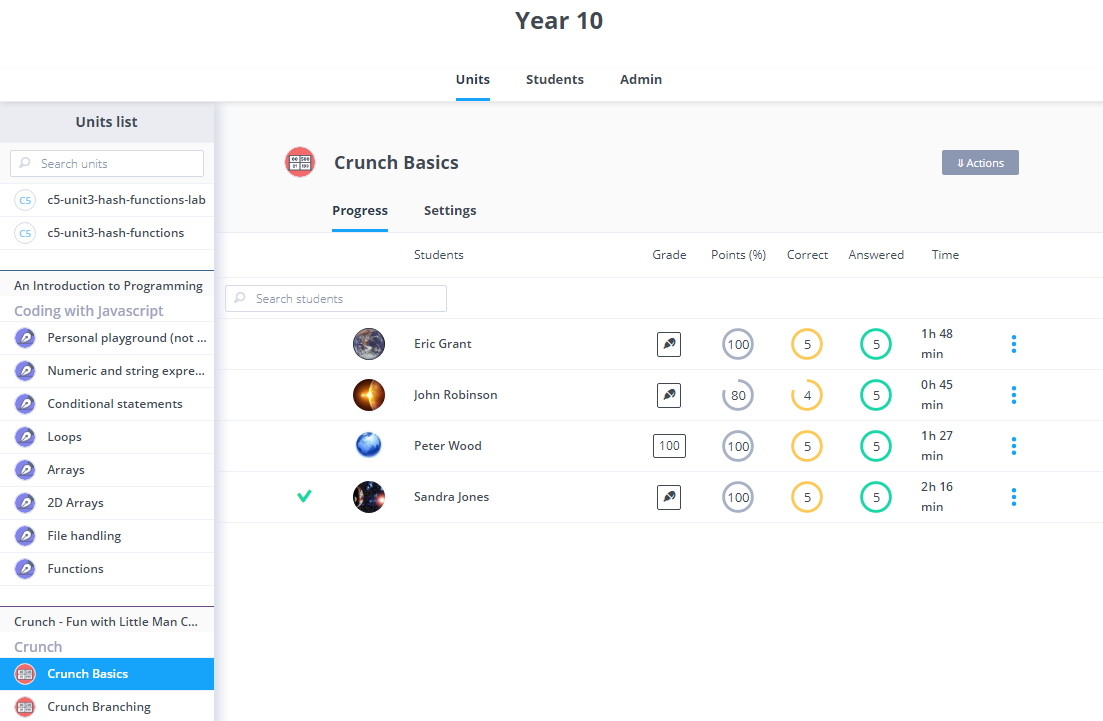 Year 10
Units Students Admin
Units list
Search units
C5 c5-unit3-hash-functions-lab
C5 c5-unit3-hash-functions
An Introduction to Programming
Coding with Javascript
Personal playground (not ...
Numeric and string expre...
Conditional statements
Loops
Arrays
2D Arrays
File handling
Functions
Crunch - Fun with Little Man C...
Crunch
Crunch Basics
Crunch Branching
Crunch Basics
⇓ Actions
Progress Settings
Students Grade Points (%) Correct Answered Time
Search students
Eric Grant 100 5 5 1h 48
min
John Robinson 80 4 5 0h 45
min
Peter Wood 100 100 5 5 1h 27
min
Sandra Jones 100 5 5 2h 16
min